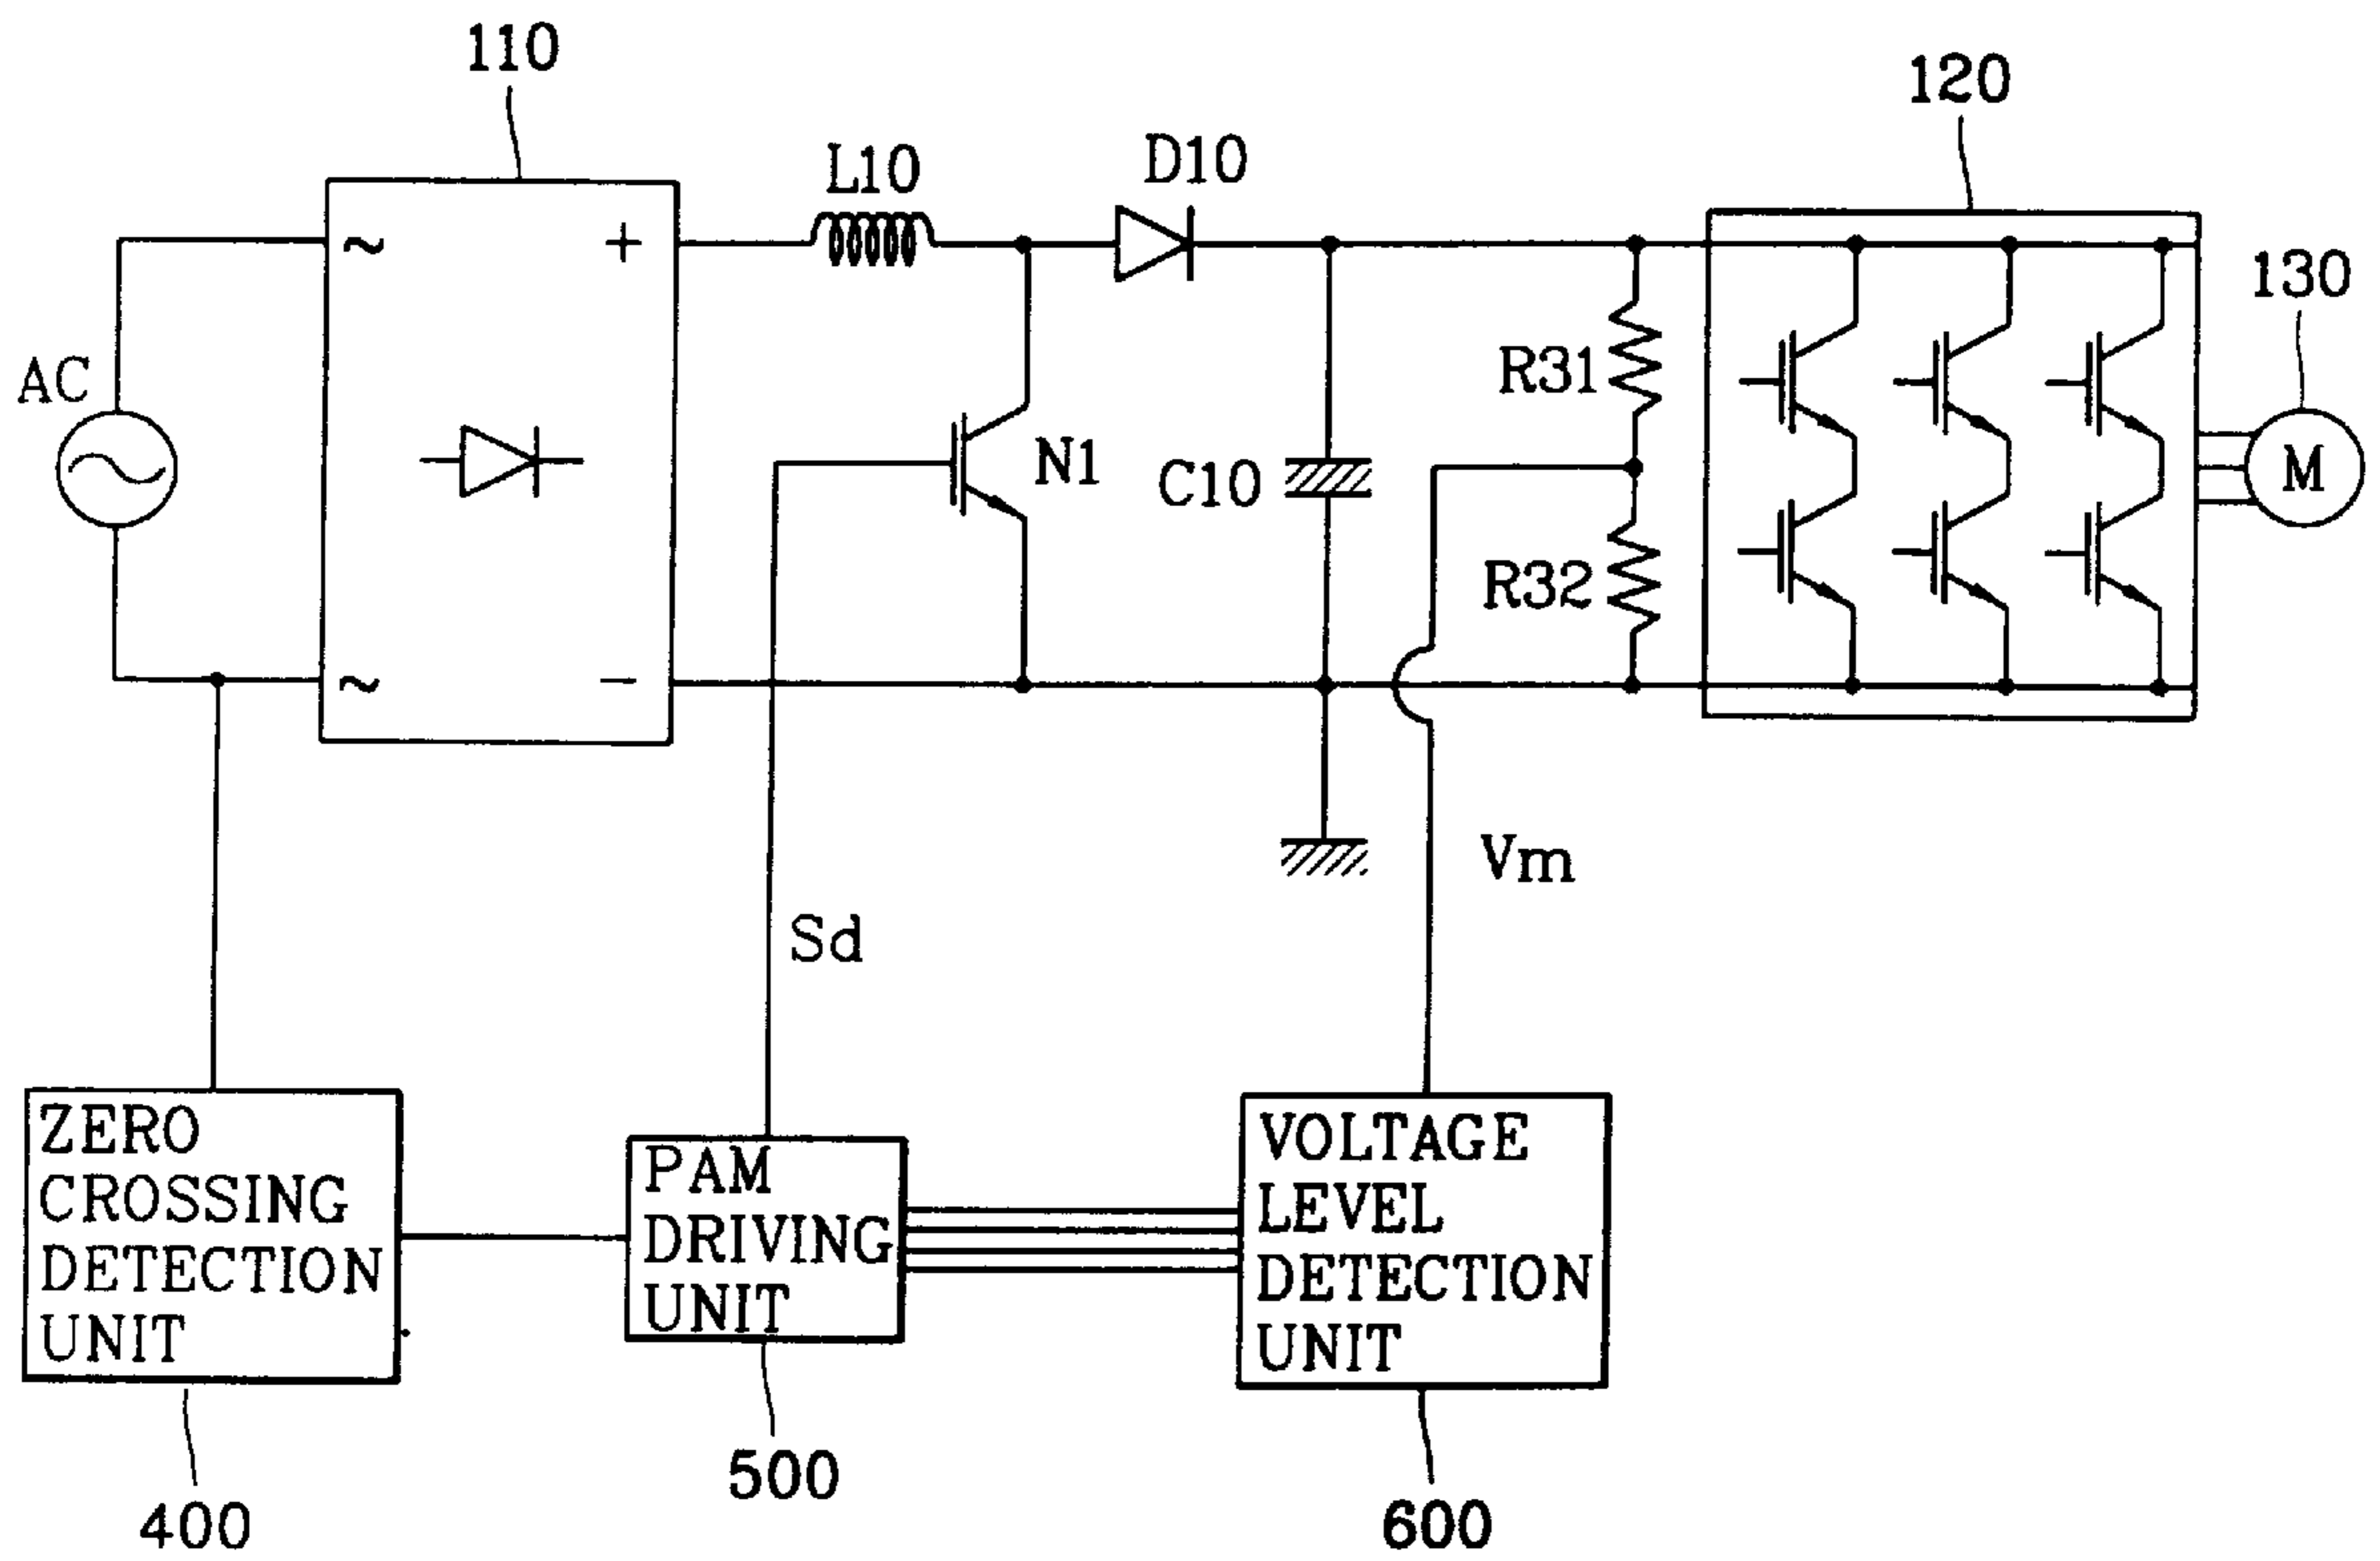 110
120
L10
D10
130
~
+
AC
R31
N1
C10
M
R32
~
−
Vm
Sd
ZERO
CROSSING
DETECTION
UNIT
PAM
DRIVING
UNIT
VOLTAGE
LEVEL
DETECTION
UNIT
500
400
600